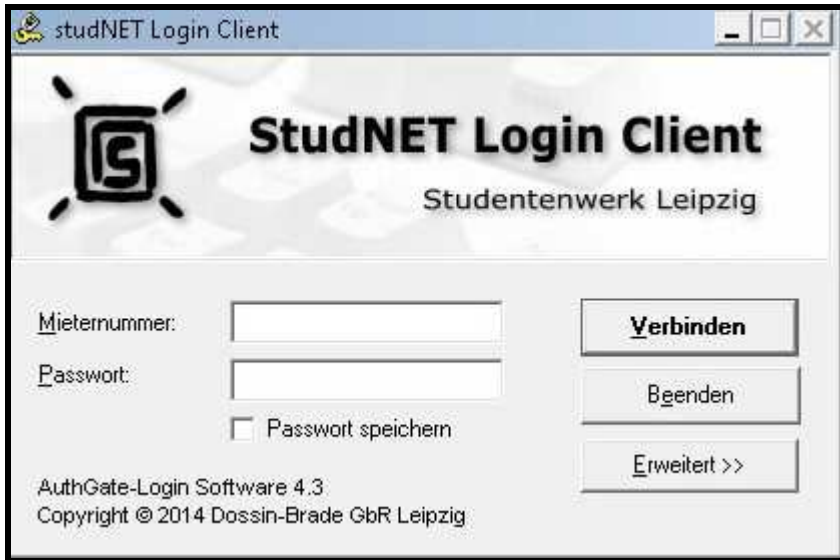 studNET Login Client
StudNET Login Client
Studentenwerk Leipzig
Mieternummer:
Verbinden
Passwort:
Beenden
Passwort speichern
Erweitert >>
AuthGate-Login Software 4.3
Copyright © 2014 Dossin-Brade GbR Leipzig